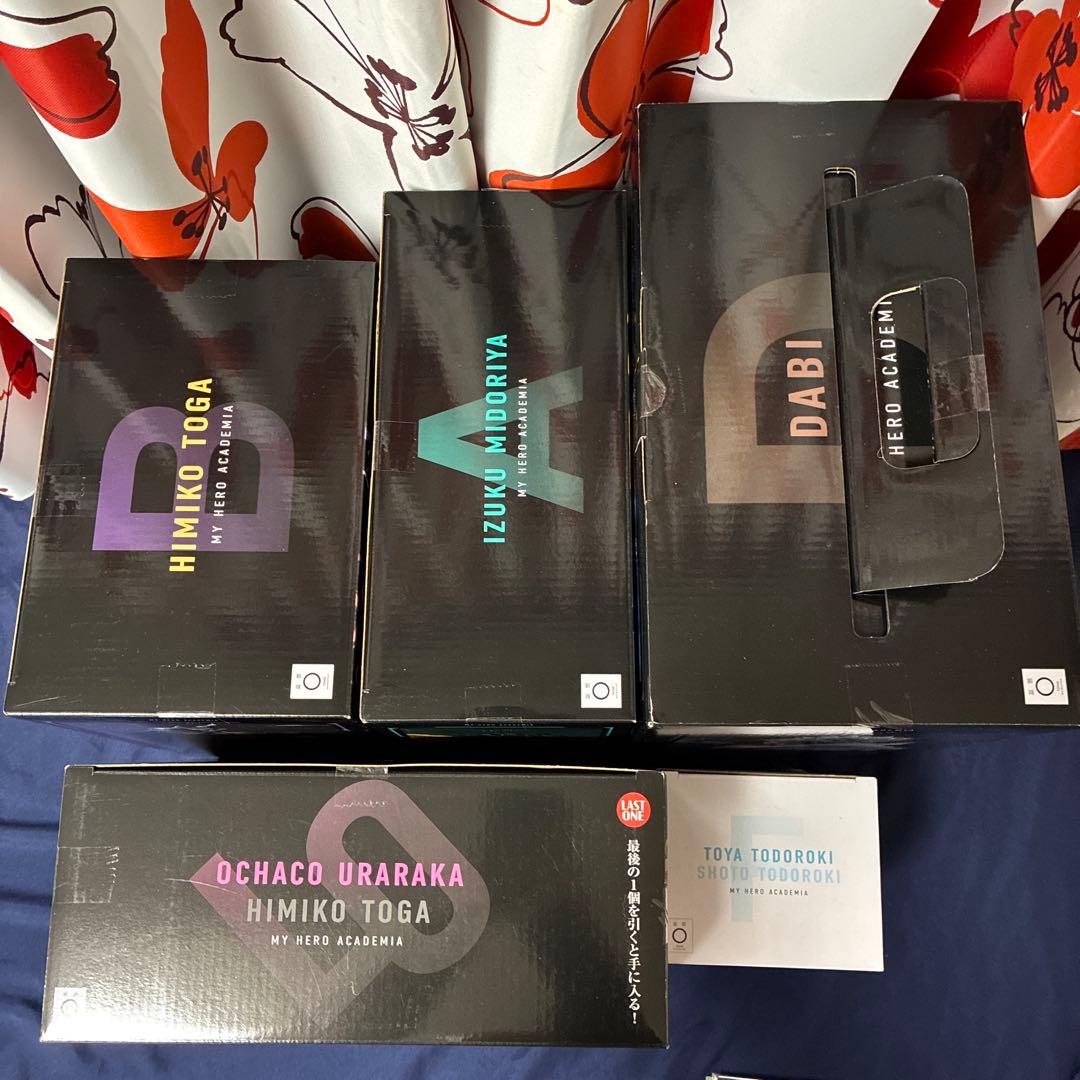 B
HIMIKO TOGA
MY HERO ACADEMIA
A
IZUKU MIDORIYA
MY HERO ACADEMIA
D
DABI
HERO ACADEMI
OCHACO URARAKA
HIMIKO TOGA
MY HERO ACADEMIA
LAST
ONE
最後の1個を引くと手に入る!
F
TOYA TODOROKI
SHOTO TODOROKI
MY HERO ACADEMIA